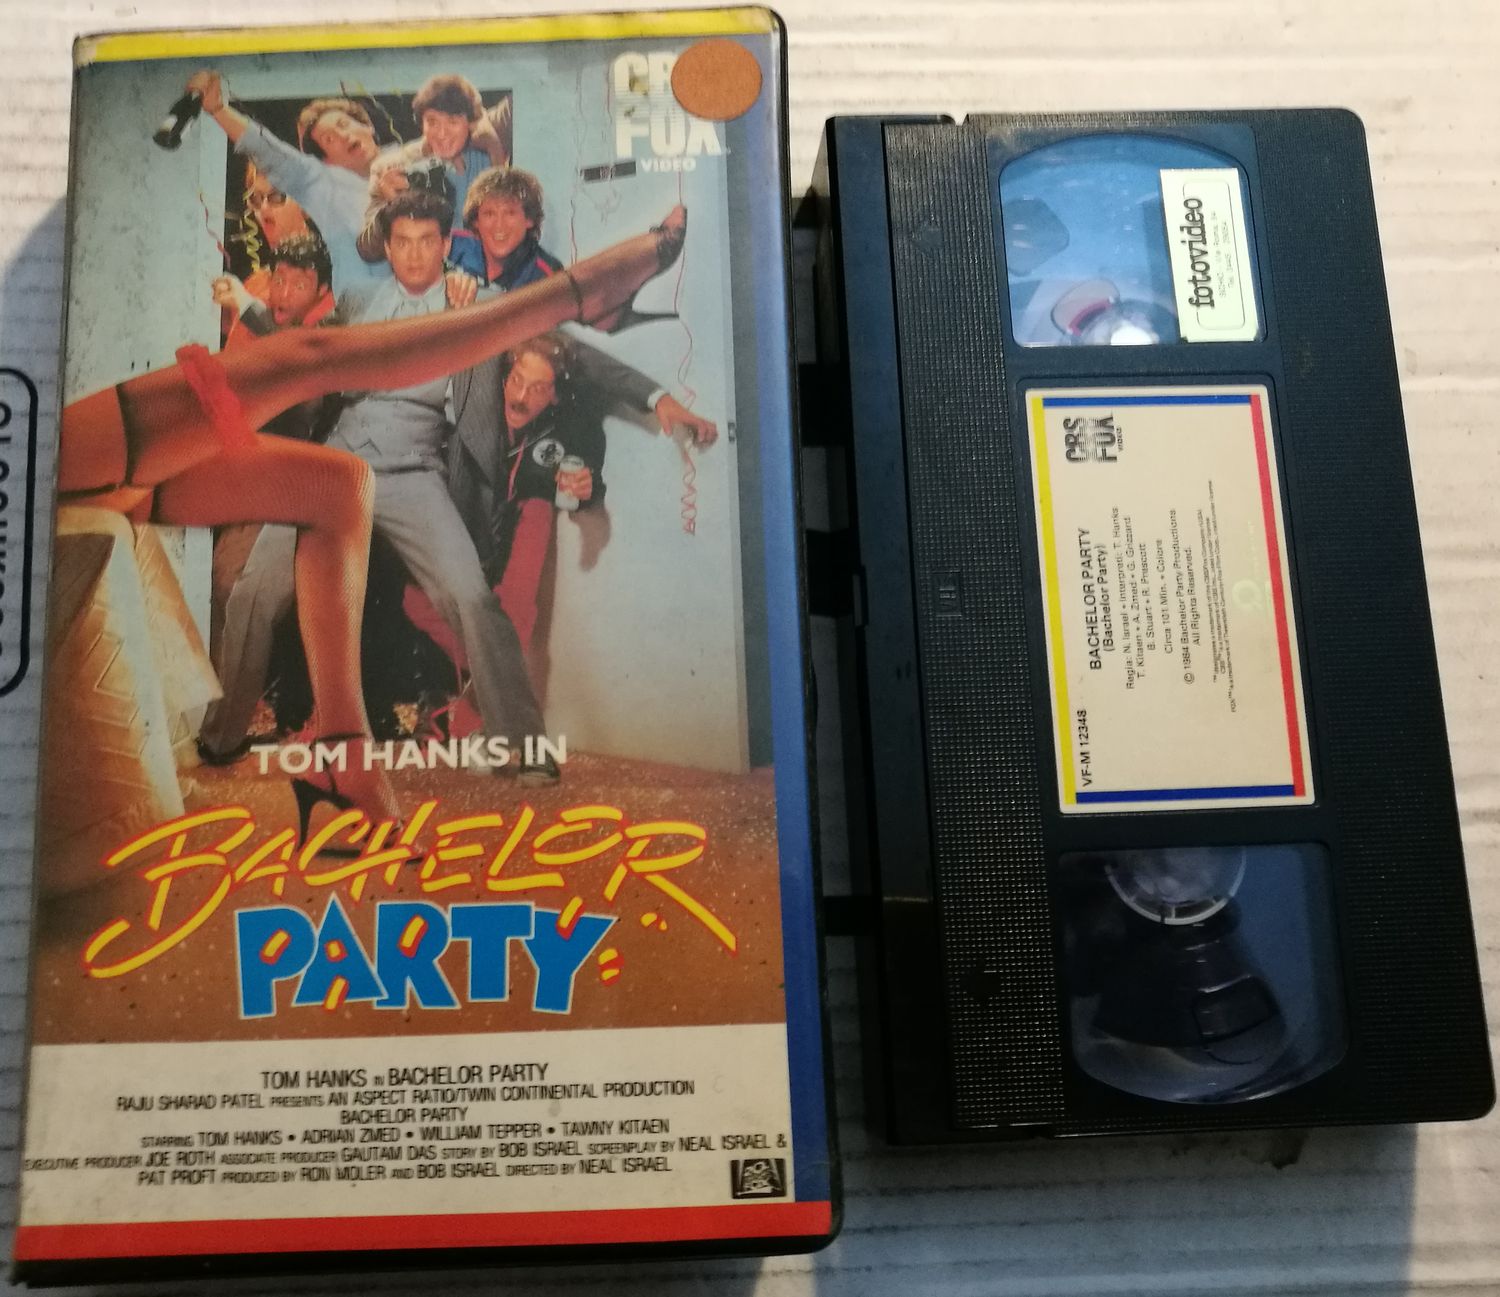 CBS
FOX
VIDEO
TOM HANKS IN
BACHELOR
PARTY
TOM HANKS IN BACHELOR PARTY
RAJU SHARAD PATEL PRESENTS AN ASPECT RATIO/TWIN CONTINENTAL PRODUCTION
BACHELOR PARTY
STARRING TOM HANKS • ADRIAN ZMED • WILLIAM TEPPER • TAWNY KITAEN
EXECUTIVE PRODUCER JOE ROTH ASSOCIATE PRODUCER GAUTAM DAS STORY BY BOB ISRAEL SCREENPLAY BY NEAL ISRAEL &
PAT PROFT PRODUCED BY RON MOLER AND BOB ISRAEL DIRECTED BY NEAL ISRAEL
fotovideo
CBS
FOX
VIDEO
VF-M 12348
BACHELOR PARTY
(Bachelor Party)
Regia: N. Israel • Interpreti: T. Hanks
T. Kitaen • A. Zmed • G. Grizzard
B. Stuart • R. Prescott
Circa 101 Min. • Colore
© 1984 Bachelor Party Productions
All Rights Reserved.
VHS